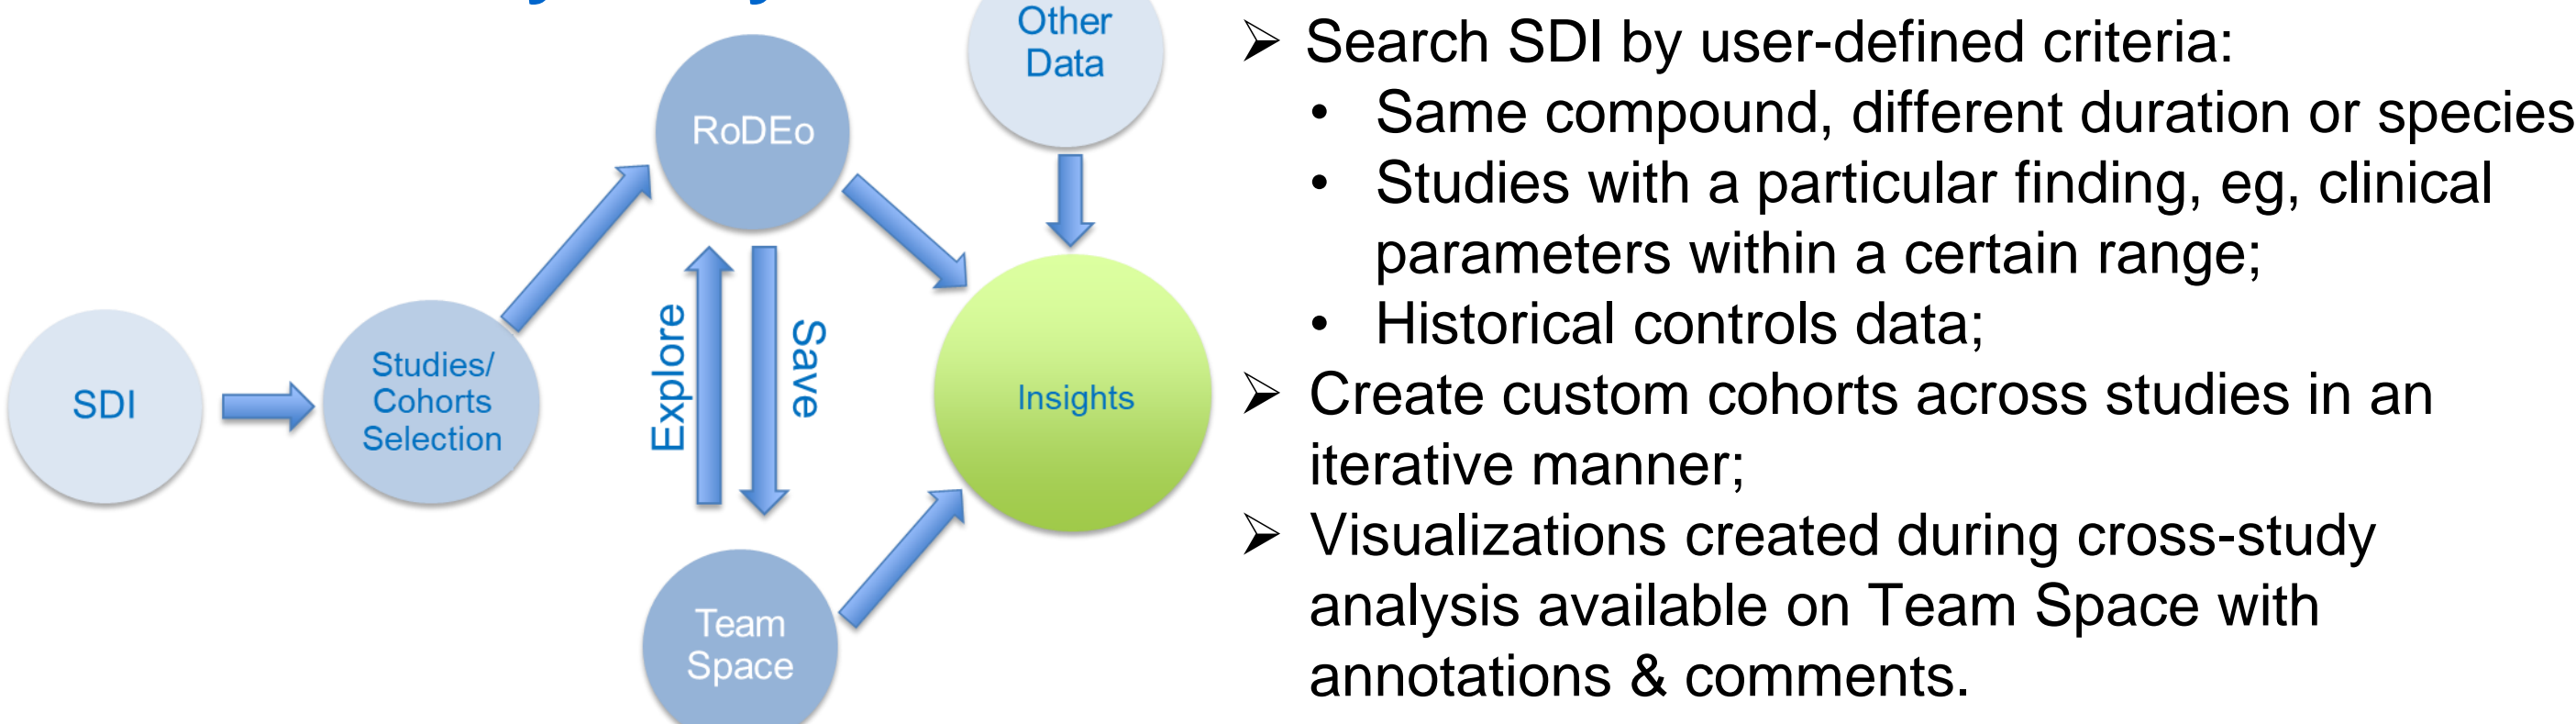 Other
Data
RoDEo
SDI
Studies/
Cohorts
Selection
Explore
Save
Insights
Team
Space
➢ Search SDI by user-defined criteria:
• Same compound, different duration or species
• Studies with a particular finding, eg, clinical
parameters within a certain range;
• Historical controls data;
➢ Create custom cohorts across studies in an
iterative manner;
➢ Visualizations created during cross-study
analysis available on Team Space with
annotations & comments.